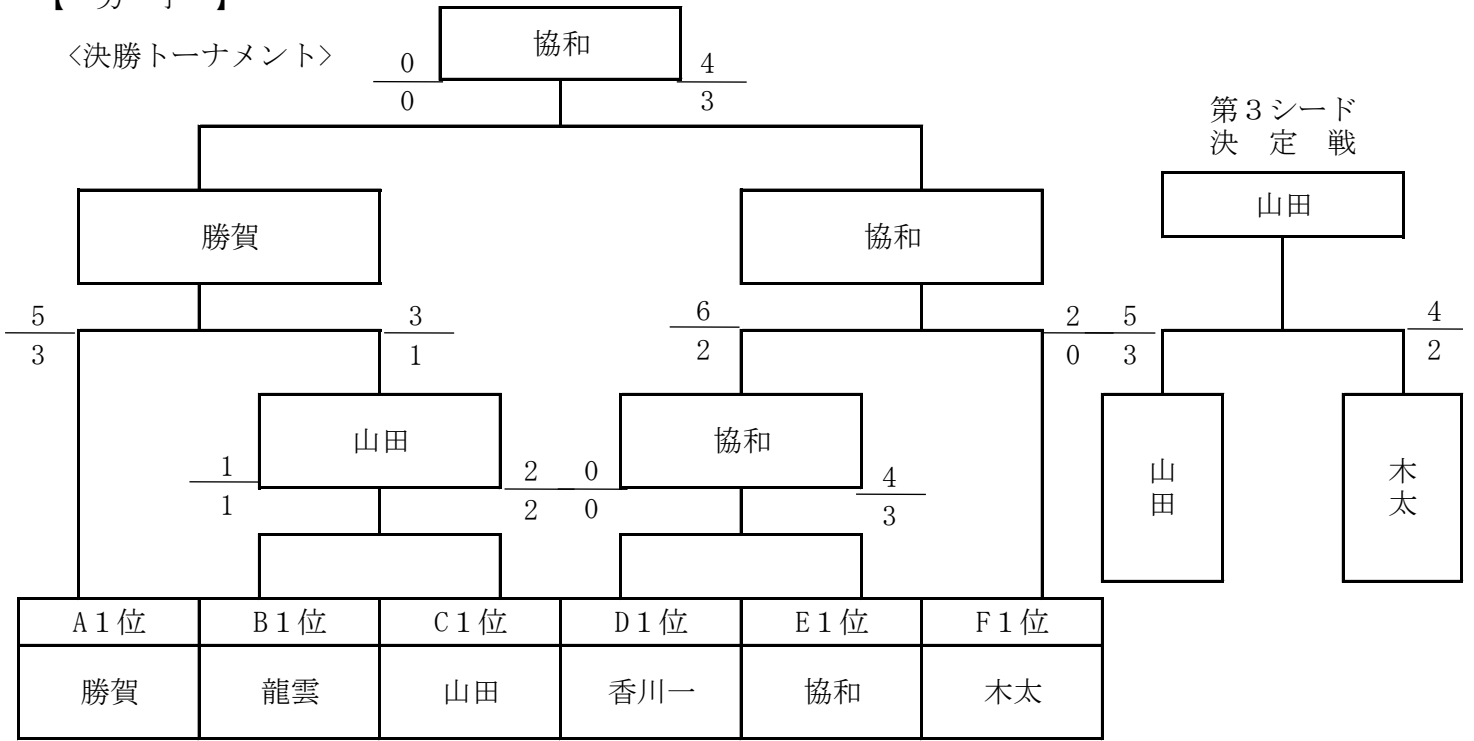 【 男 子 】
<決勝トーナメント>
協和
0 4
0 3
第3シード
決 定 戦
山田
勝賀 協和
5 3 6 2 5 4
3 1 2 0 3 2
山田 協和
1 2 0 4
1 2 0 3
山田 木太
A1位 B1位 C1位 D1位 E1位 F1位
勝賀 龍雲 山田 香川一 協和 木太